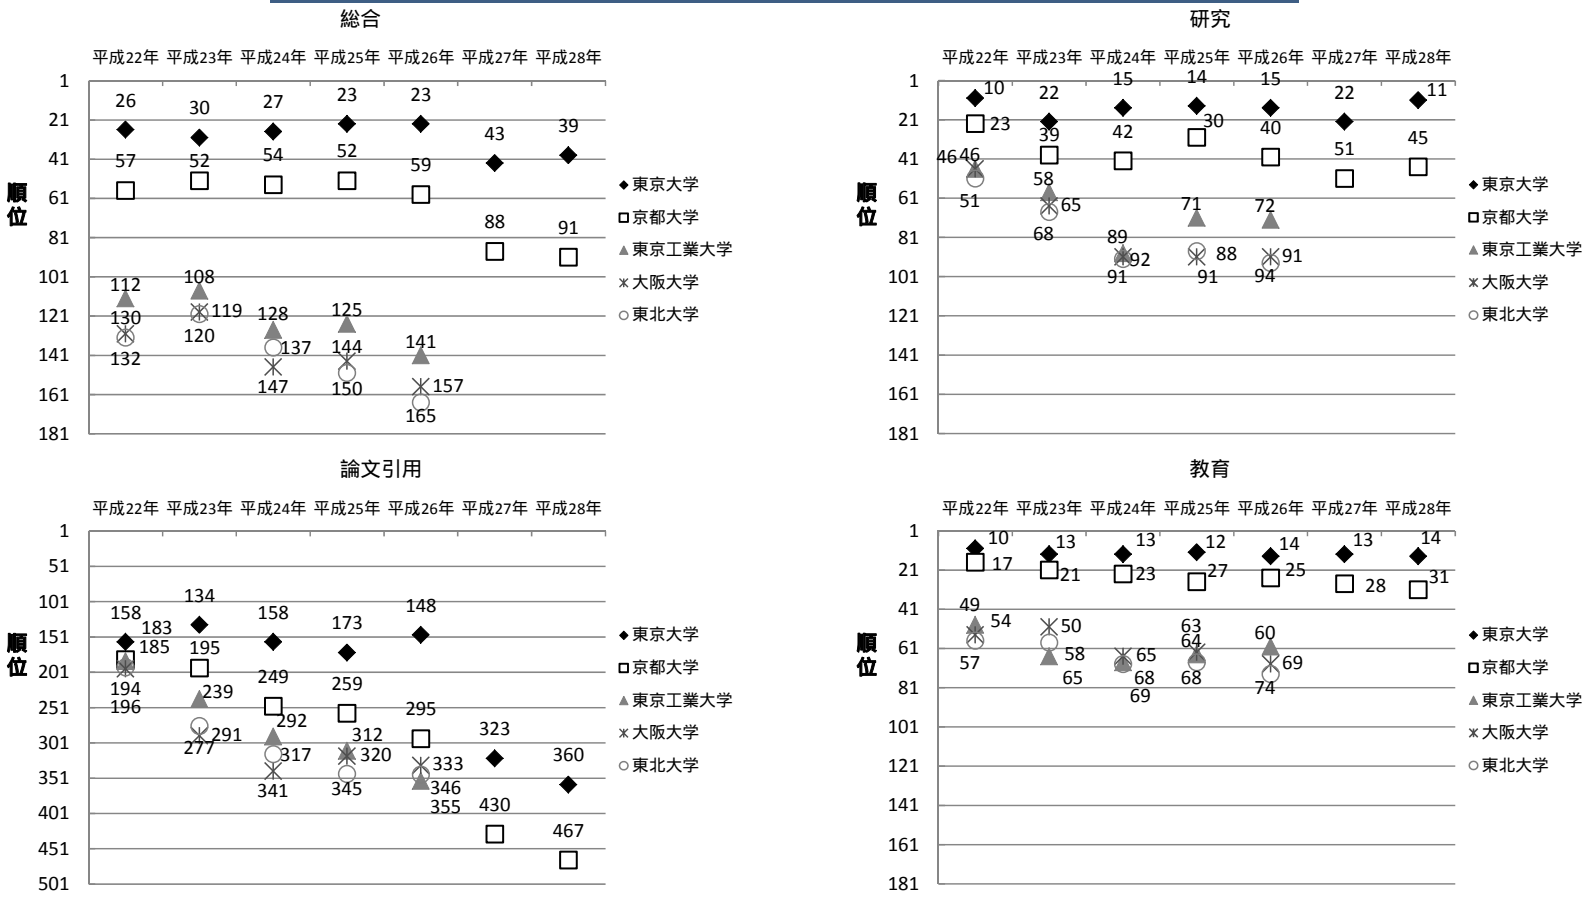 総合
平成22年 平成23年 平成24年 平成25年 平成26年 平成27年 平成28年
1
21
41
61
81
101
121
141
161
181
順位
26 30 27 23 23 43 39
57 52 54 52 59 88 91
112 108 128 125 141
130 119 147 144 157
132 120 137 150 165
東京大学
京都大学
東京工業大学
大阪大学
東北大学
研究
平成22年 平成23年 平成24年 平成25年 平成26年 平成27年 平成28年
1
21
41
61
81
101
121
141
161
181
順位
10 22 15 14 15 22 11
23 39 42 30 40 51 45
46 58 89 71 72
46 65 91 91 91
51 68 92 88 94
東京大学
京都大学
東京工業大学
大阪大学
東北大学
論文引用
平成22年 平成23年 平成24年 平成25年 平成26年 平成27年 平成28年
1
51
101
151
201
251
301
351
401
451
501
順位
158 134 158 173 148 323 360
183 195 249 259 295 430 467
185 239 292 312 355
196 291 341 320 333
194 277 317 345 346
東京大学
京都大学
東京工業大学
大阪大学
東北大学
教育
平成22年 平成23年 平成24年 平成25年 平成26年 平成27年 平成28年
1
21
41
61
81
101
121
141
161
181
順位
10 13 13 12 14 13 14
17 21 23 27 25 28 31
49 65 68 64 60
54 50 65 63 69
57 58 69 68 74
東京大学
京都大学
東京工業大学
大阪大学
東北大学